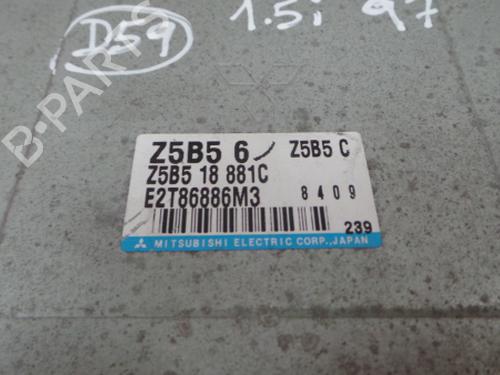 D59 1.5i 97
Z5B5 6 Z5B5 C
Z5B5 18 881C
E2T86886M3 8409
239
MITSUBISHI ELECTRIC CORP., JAPAN
B-PARTS